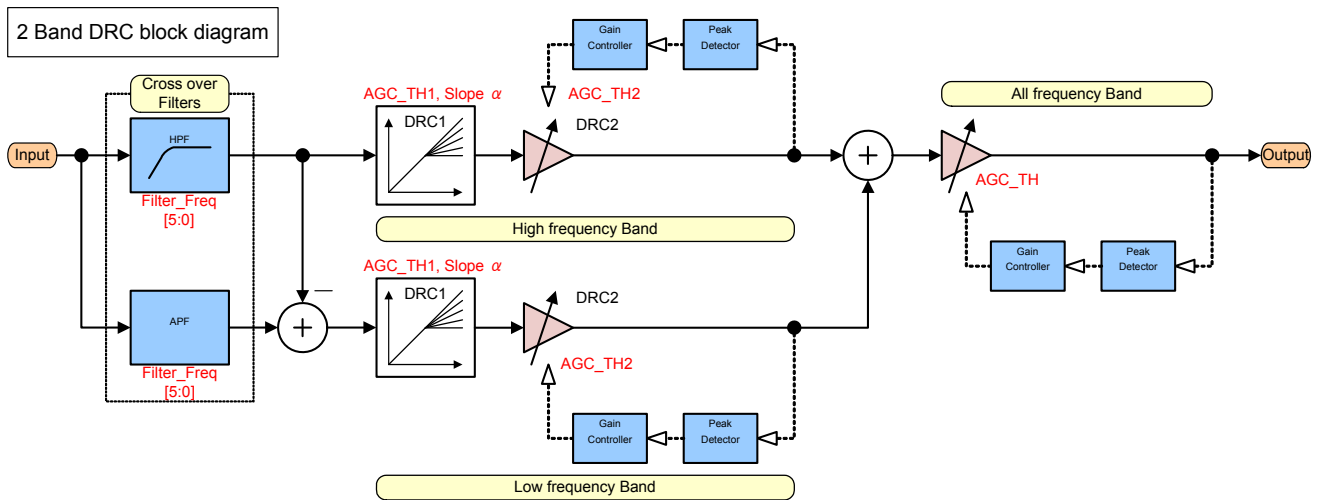 2 Band DRC block diagram
Cross over
Filters
Input
HPF
Filter_Freq
[5:0]
APF
Filter_Freq
[5:0]
+
—
AGC_TH1, Slope α
DRC1
AGC_TH2
DRC2
Gain
Controller
Peak
Detector
High frequency Band
AGC_TH1, Slope α
DRC1
DRC2
AGC_TH2
Gain
Controller
Peak
Detector
Low frequency Band
+
All frequency Band
AGC_TH
Gain
Controller
Peak
Detector
Output